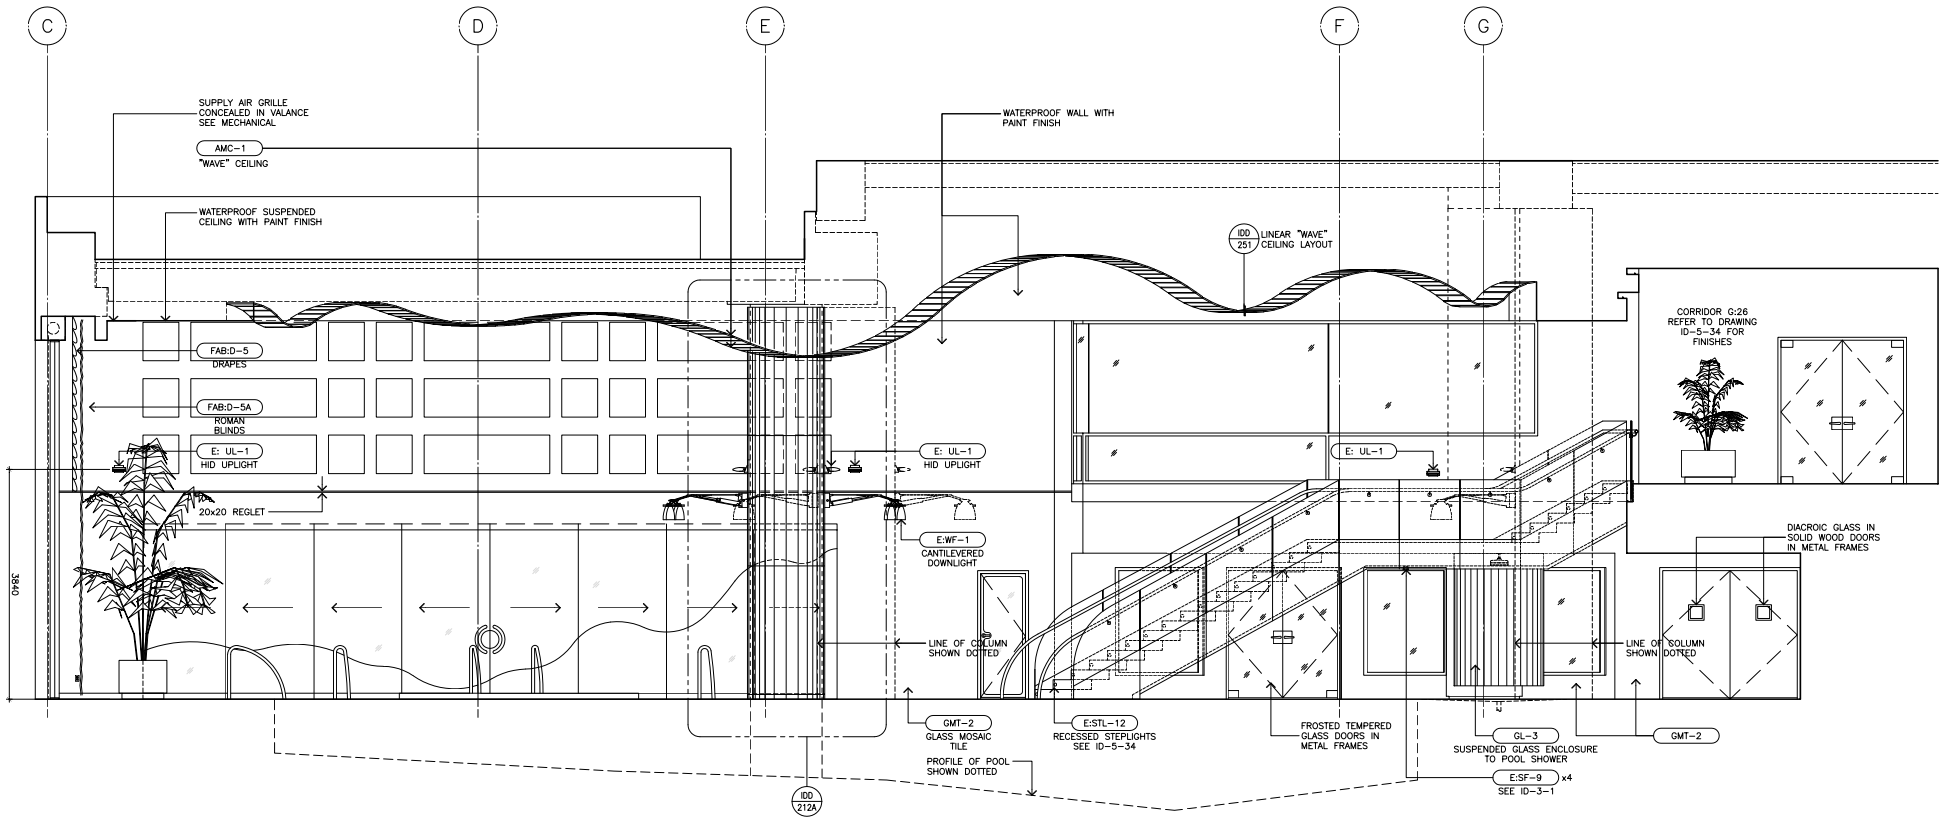 C
D
E
F
G
SUPPLY AIR GRILLE
CONCEALED IN VALANCE
SEE MECHANICAL
AMC-1
"WAVE" CEILING
WATERPROOF WALL WITH
PAINT FINISH
WATERPROOF SUSPENDED
CEILING WITH PAINT FINISH
IDD
251
LINEAR "WAVE"
CEILING LAYOUT
CORRIDOR G:26
REFER TO DRAWING
ID-5-34 FOR
FINISHES
FAB:D-5
DRAPES
FAB:D-5A
ROMAN
BLINDS
E: UL-1
HID UPLIGHT
E: UL-1
HID UPLIGHT
E: UL-1
20x20 REGLET
E:WF-1
CANTILEVERED
DOWNLIGHT
DIACROIC GLASS IN
SOLID WOOD DOORS
IN METAL FRAMES
3840
LINE OF COLUMN
SHOWN DOTTED
LINE OF COLUMN
SHOWN DOTTED
GMT-2
GLASS MOSAIC
TILE
E:STL-12
RECESSED STEPLIGHTS
SEE ID-5-34
FROSTED TEMPERED
GLASS DOORS IN
METAL FRAMES
GL-3
SUSPENDED GLASS ENCLOSURE
TO POOL SHOWER
GMT-2
PROFILE OF POOL
SHOWN DOTTED
E:SF-9 x4
SEE ID-3-1
IDD
212A